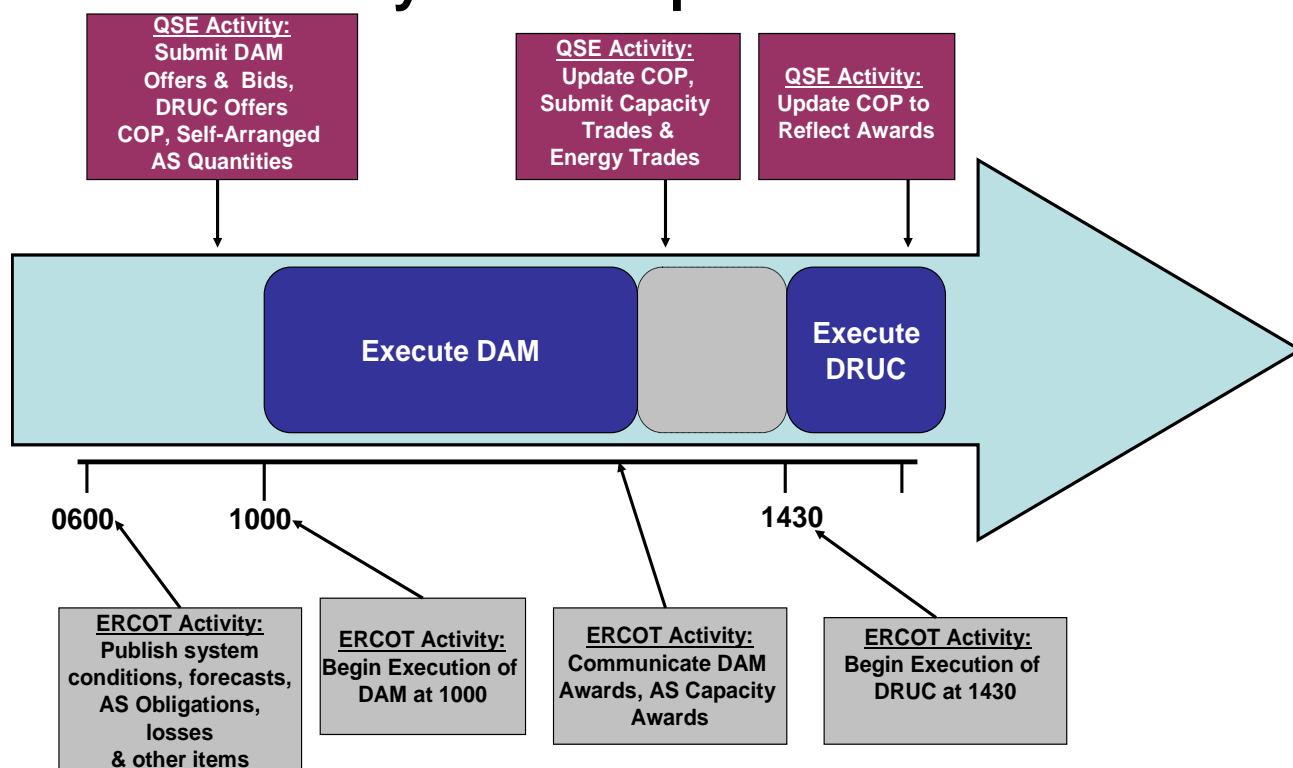 QSE Activity:
Submit DAM
Offers & Bids,
DRUC Offers
COP, Self-Arranged
AS Quantities
QSE Activity:
Update COP,
Submit Capacity
Trades &
Energy Trades
QSE Activity:
Update COP to
Reflect Awards
Execute DAM
Execute
DRUC
0600
1000
1430
ERCOT Activity:
Publish system
conditions, forecasts,
AS Obligations,
losses
& other items
ERCOT Activity:
Begin Execution of
DAM at 1000
ERCOT Activity:
Communicate DAM
Awards, AS Capacity
Awards
ERCOT Activity:
Begin Execution of
DRUC at 1430